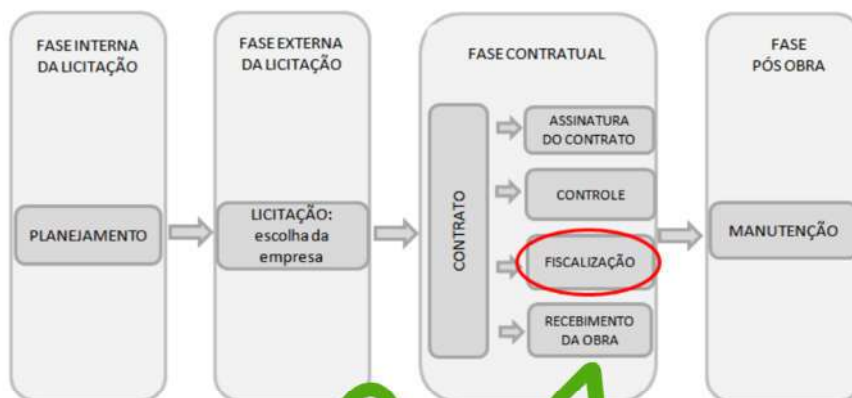 FASE INTERNA
DA LICITAÇÃO
PLANEJAMENTO
FASE EXTERNA
DA LICITAÇÃO
LICITAÇÃO:
escolha da
empresa
FASE CONTRATUAL
CONTRATO
ASSINATURA
DO CONTRATO
CONTROLE
FISCALIZAÇÃO
RECEBIMENTO
DA OBRA
FASE
PÓS OBRA
MANUTENÇÃO